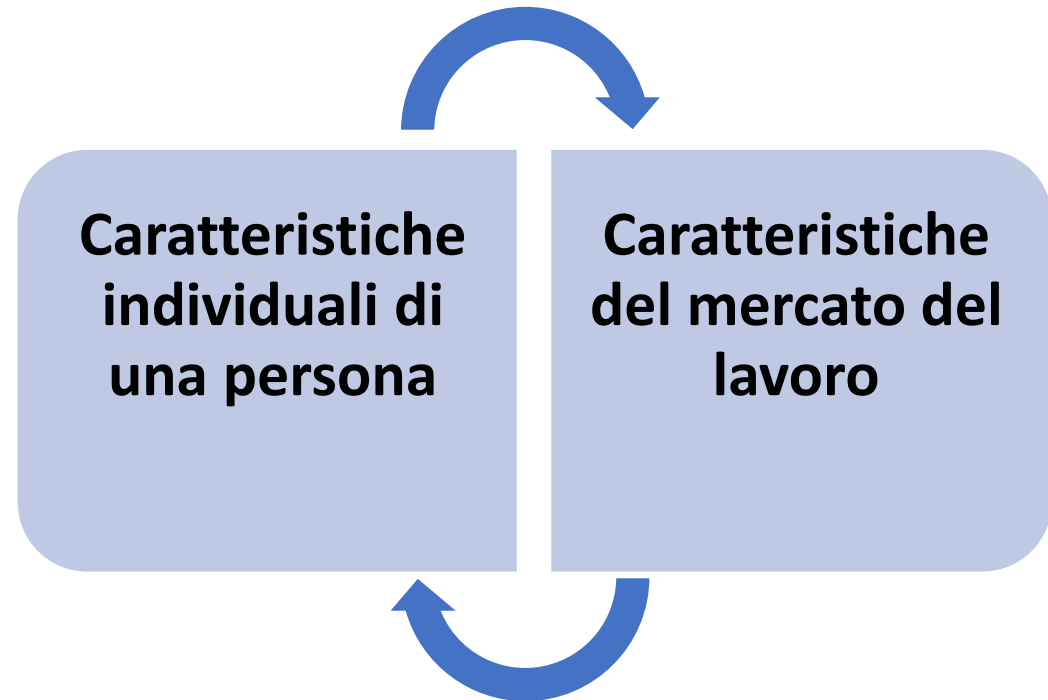 Caratteristiche
individuali di
una persona
Caratteristiche
del mercato del
lavoro